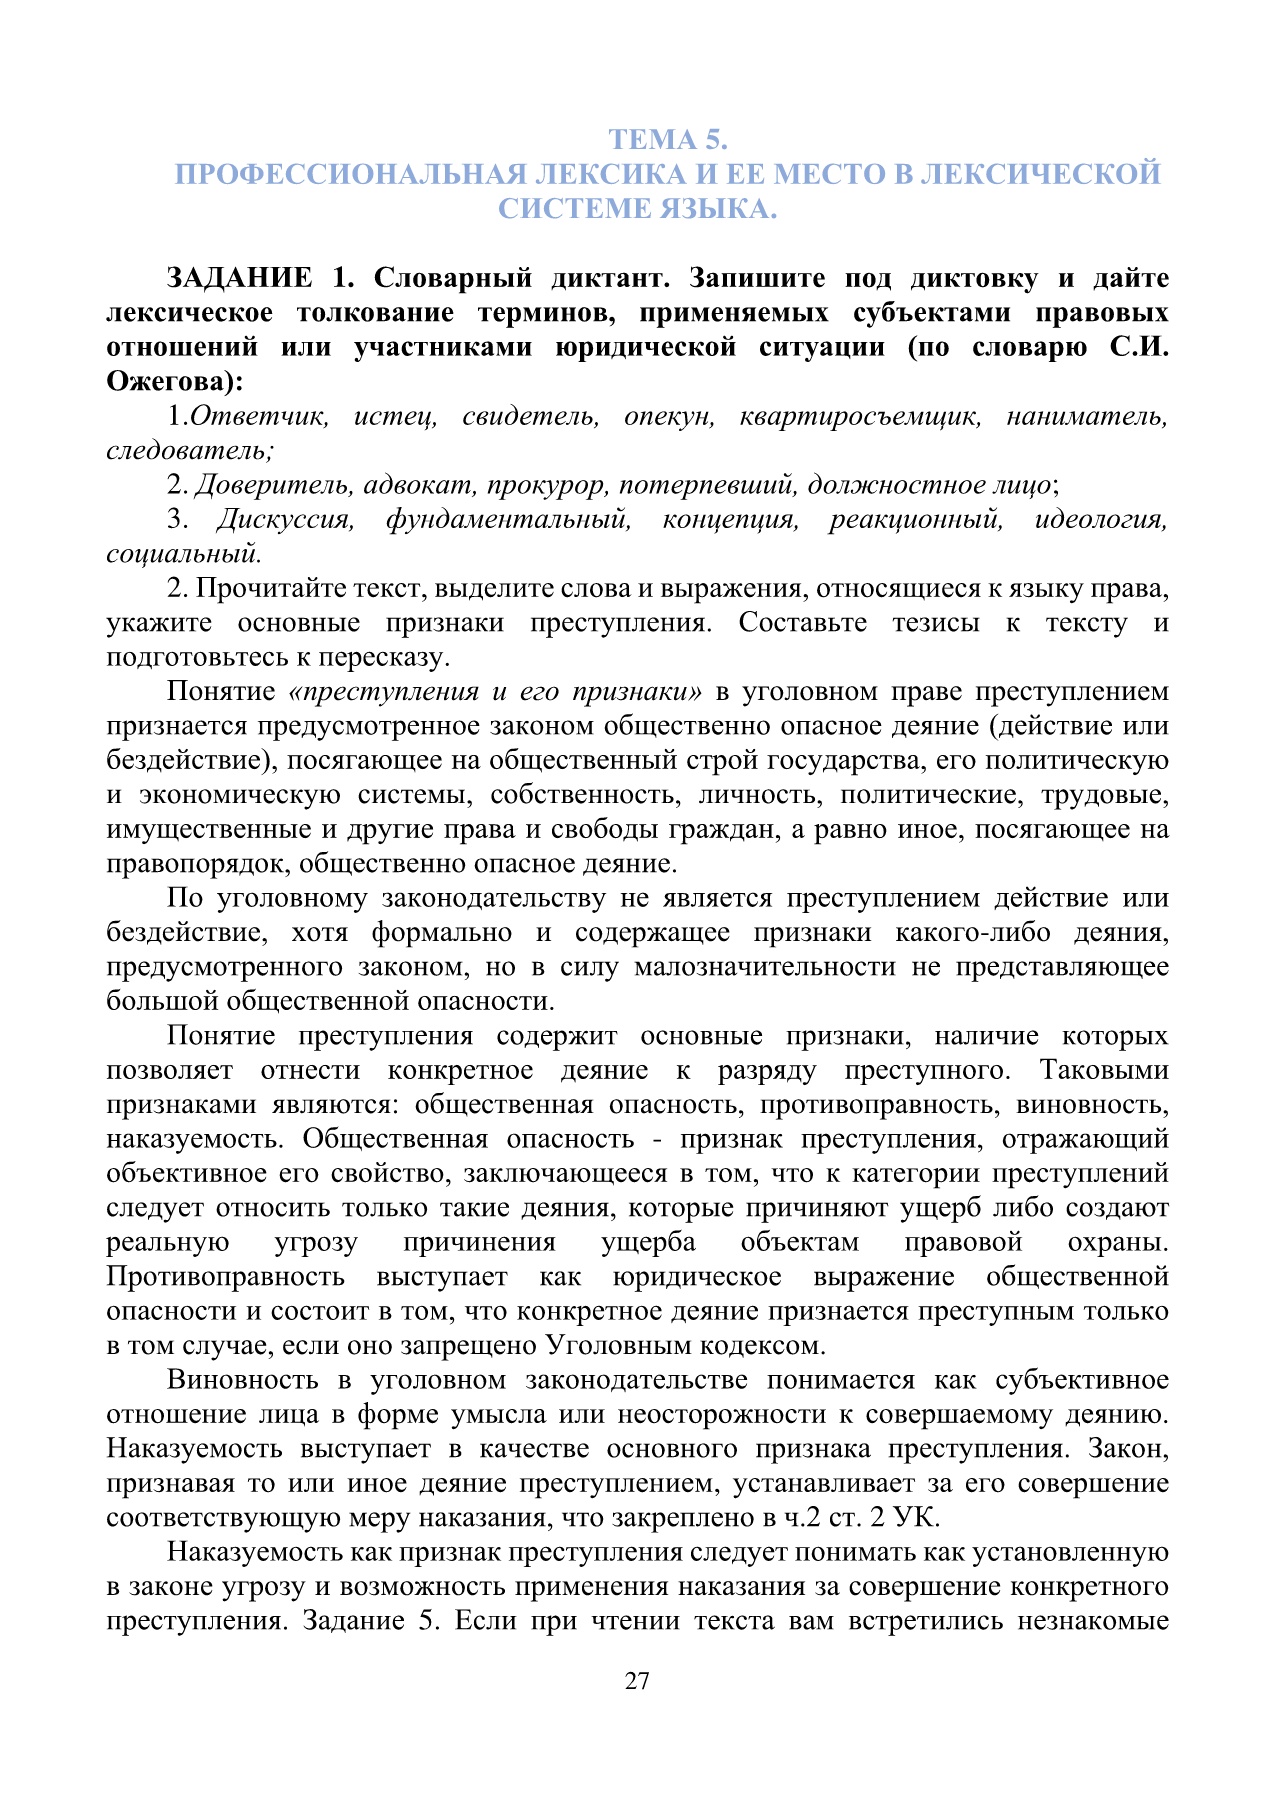 ТЕМА 5.
ПРОФЕССИОНАЛЬНАЯ ЛЕКСИКА И ЕЕ МЕСТО В ЛЕКСИЧЕСКОЙ
СИСТЕМЕ ЯЗЫКА.
ЗАДАНИЕ 1. Словарный диктант. Запишите под диктовку и дайте
лексическое толкование терминов, применяемых субъектами правовых
отношений или участниками юридической ситуации (по словарю С.И.
Ожегова):
1.Ответчик, истец, свидетель, опекун, квартиросъемщик, наниматель,
следователь;
2. Доверитель, адвокат, прокурор, потерпевший, должностное лицо;
3. Дискуссия, фундаментальный, концепция, реакционный, идеология,
социальный.
2. Прочитайте текст, выделите слова и выражения, относящиеся к языку права,
укажите основные признаки преступления. Составьте тезисы к тексту и
подготовьтесь к пересказу.
Понятие «преступления и его признаки» в уголовном праве преступлением
признается предусмотренное законом общественно опасное деяние (действие или
бездействие), посягающее на общественный строй государства, его политическую
и экономическую системы, собственность, личность, политические, трудовые,
имущественные и другие права и свободы граждан, а равно иное, посягающее на
правопорядок, общественно опасное деяние.
По уголовному законодательству не является преступлением действие или
бездействие, хотя формально и содержащее признаки какого-либо деяния,
предусмотренного законом, но в силу малозначительности не представляющее
большой общественной опасности.
Понятие преступления содержит основные признаки, наличие которых
позволяет отнести конкретное деяние к разряду преступного. Таковыми
признаками являются: общественная опасность, противоправность, виновность,
наказуемость. Общественная опасность - признак преступления, отражающий
объективное его свойство, заключающееся в том, что к категории преступлений
следует относить только такие деяния, которые причиняют ущерб либо создают
реальную угрозу причинения ущерба объектам правовой охраны.
Противоправность выступает как юридическое выражение общественной
опасности и состоит в том, что конкретное деяние признается преступным только
в том случае, если оно запрещено Уголовным кодексом.
Виновность в уголовном законодательстве понимается как субъективное
отношение лица в форме умысла или неосторожности к совершаемому деянию.
Наказуемость выступает в качестве основного признака преступления. Закон,
признавая то или иное деяние преступлением, устанавливает за его совершение
соответствующую меру наказания, что закреплено в ч.2 ст. 2 УК.
Наказуемость как признак преступления следует понимать как установленную
в законе угрозу и возможность применения наказания за совершение конкретного
преступления. Задание 5. Если при чтении текста вам встретились незнакомые
27